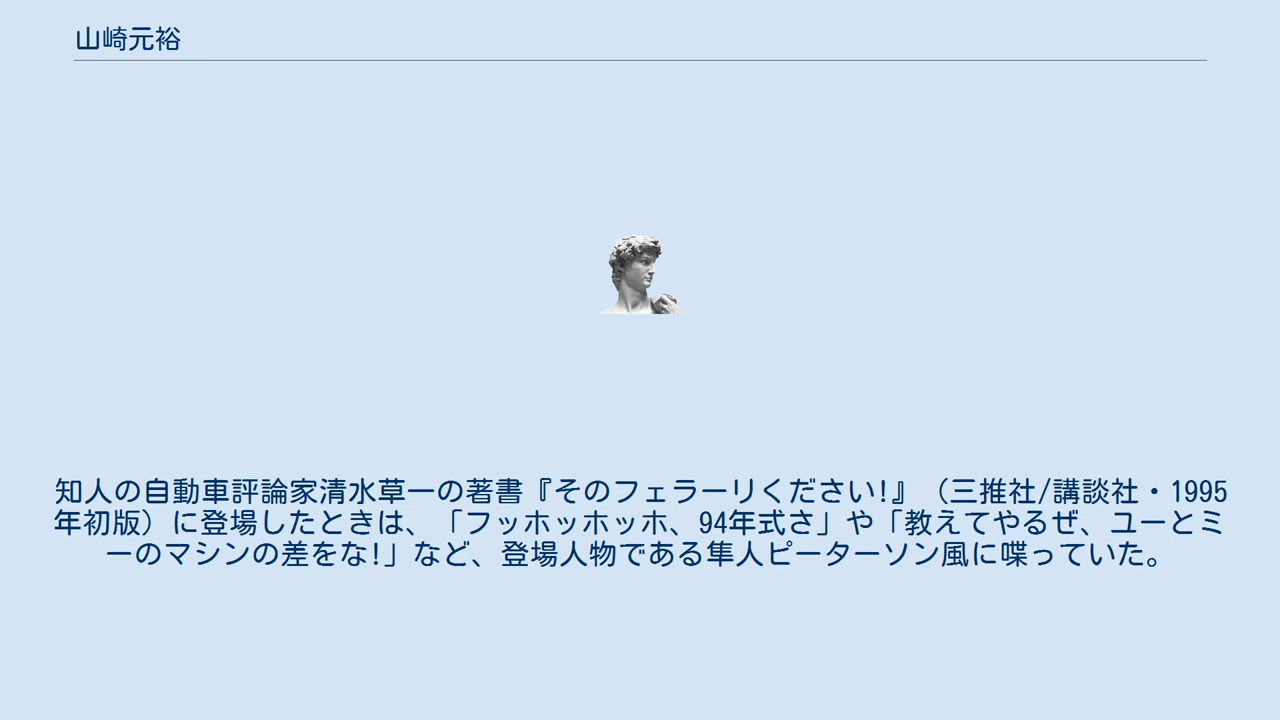 山崎元裕
知人の自動車評論家清水草一の著書『そのフェラーリください!』（三推社/講談社・1995
年初版）に登場したときは、「フッホッホッホ、94年式さ」や「教えてやるぜ、ユーとミ
ーのマシンの差をな!」など、登場人物である隼人ピーターソン風に喋っていた。